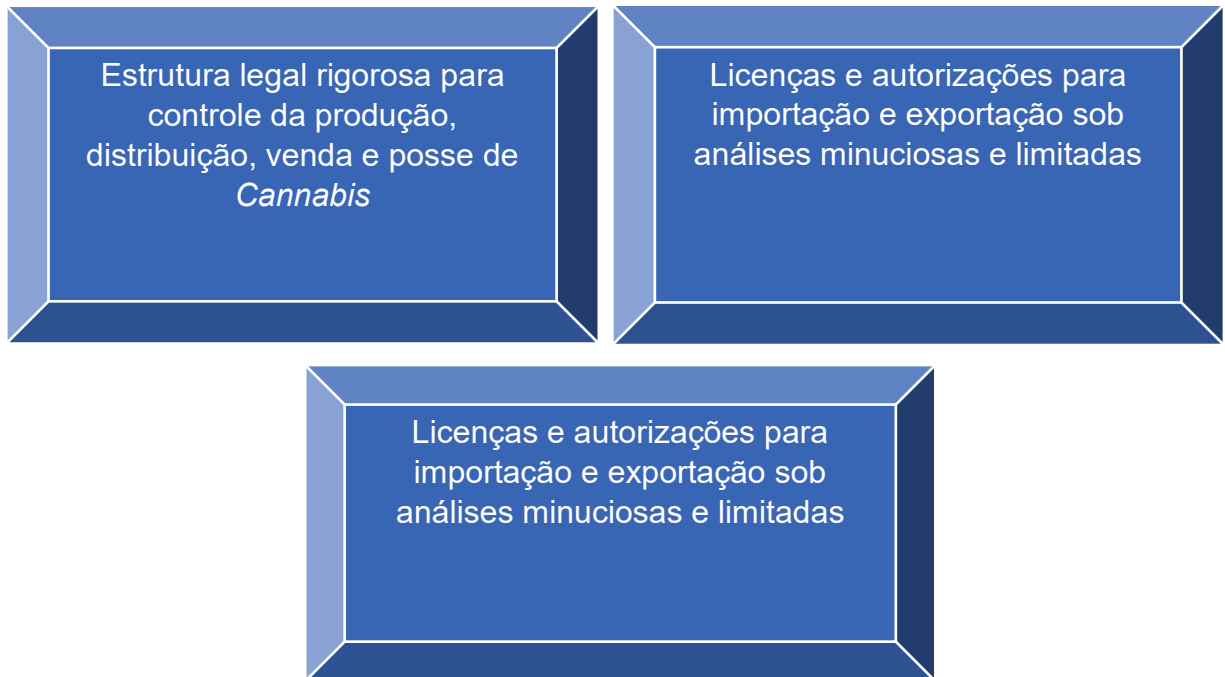 Estrutura legal rigorosa para
controle da produção,
distribuição, venda e posse de
Cannabis
Licenças e autorizações para
importação e exportação sob
análises minuciosas e limitadas
Licenças e autorizações para
importação e exportação sob
análises minuciosas e limitadas